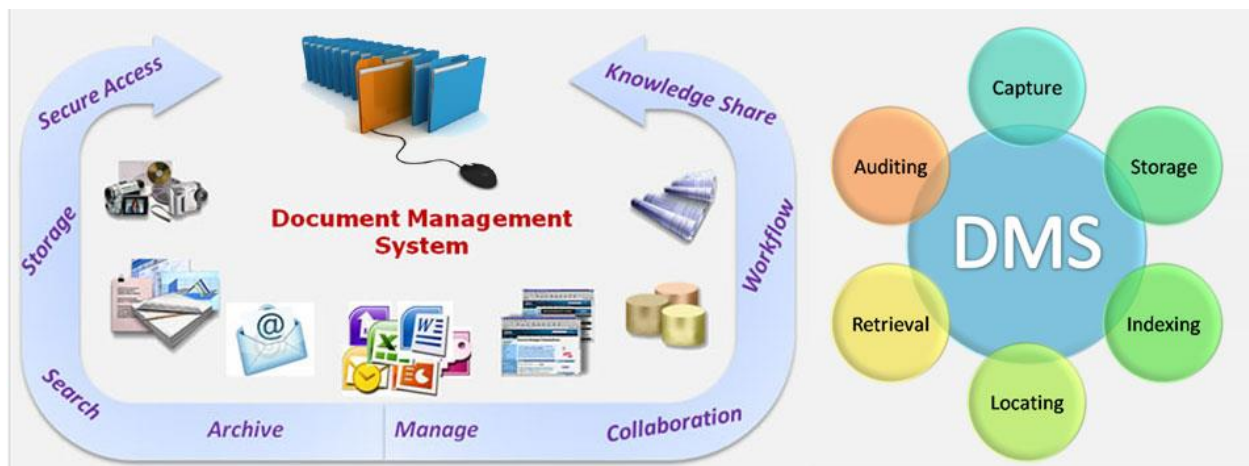 Secure Access
Storage
Search
Archive
Manage
Collaboration
Workflow
Knowledge Share
Document Management
System
@
W
X
DMS
Capture
Storage
Indexing
Locating
Retrieval
Auditing